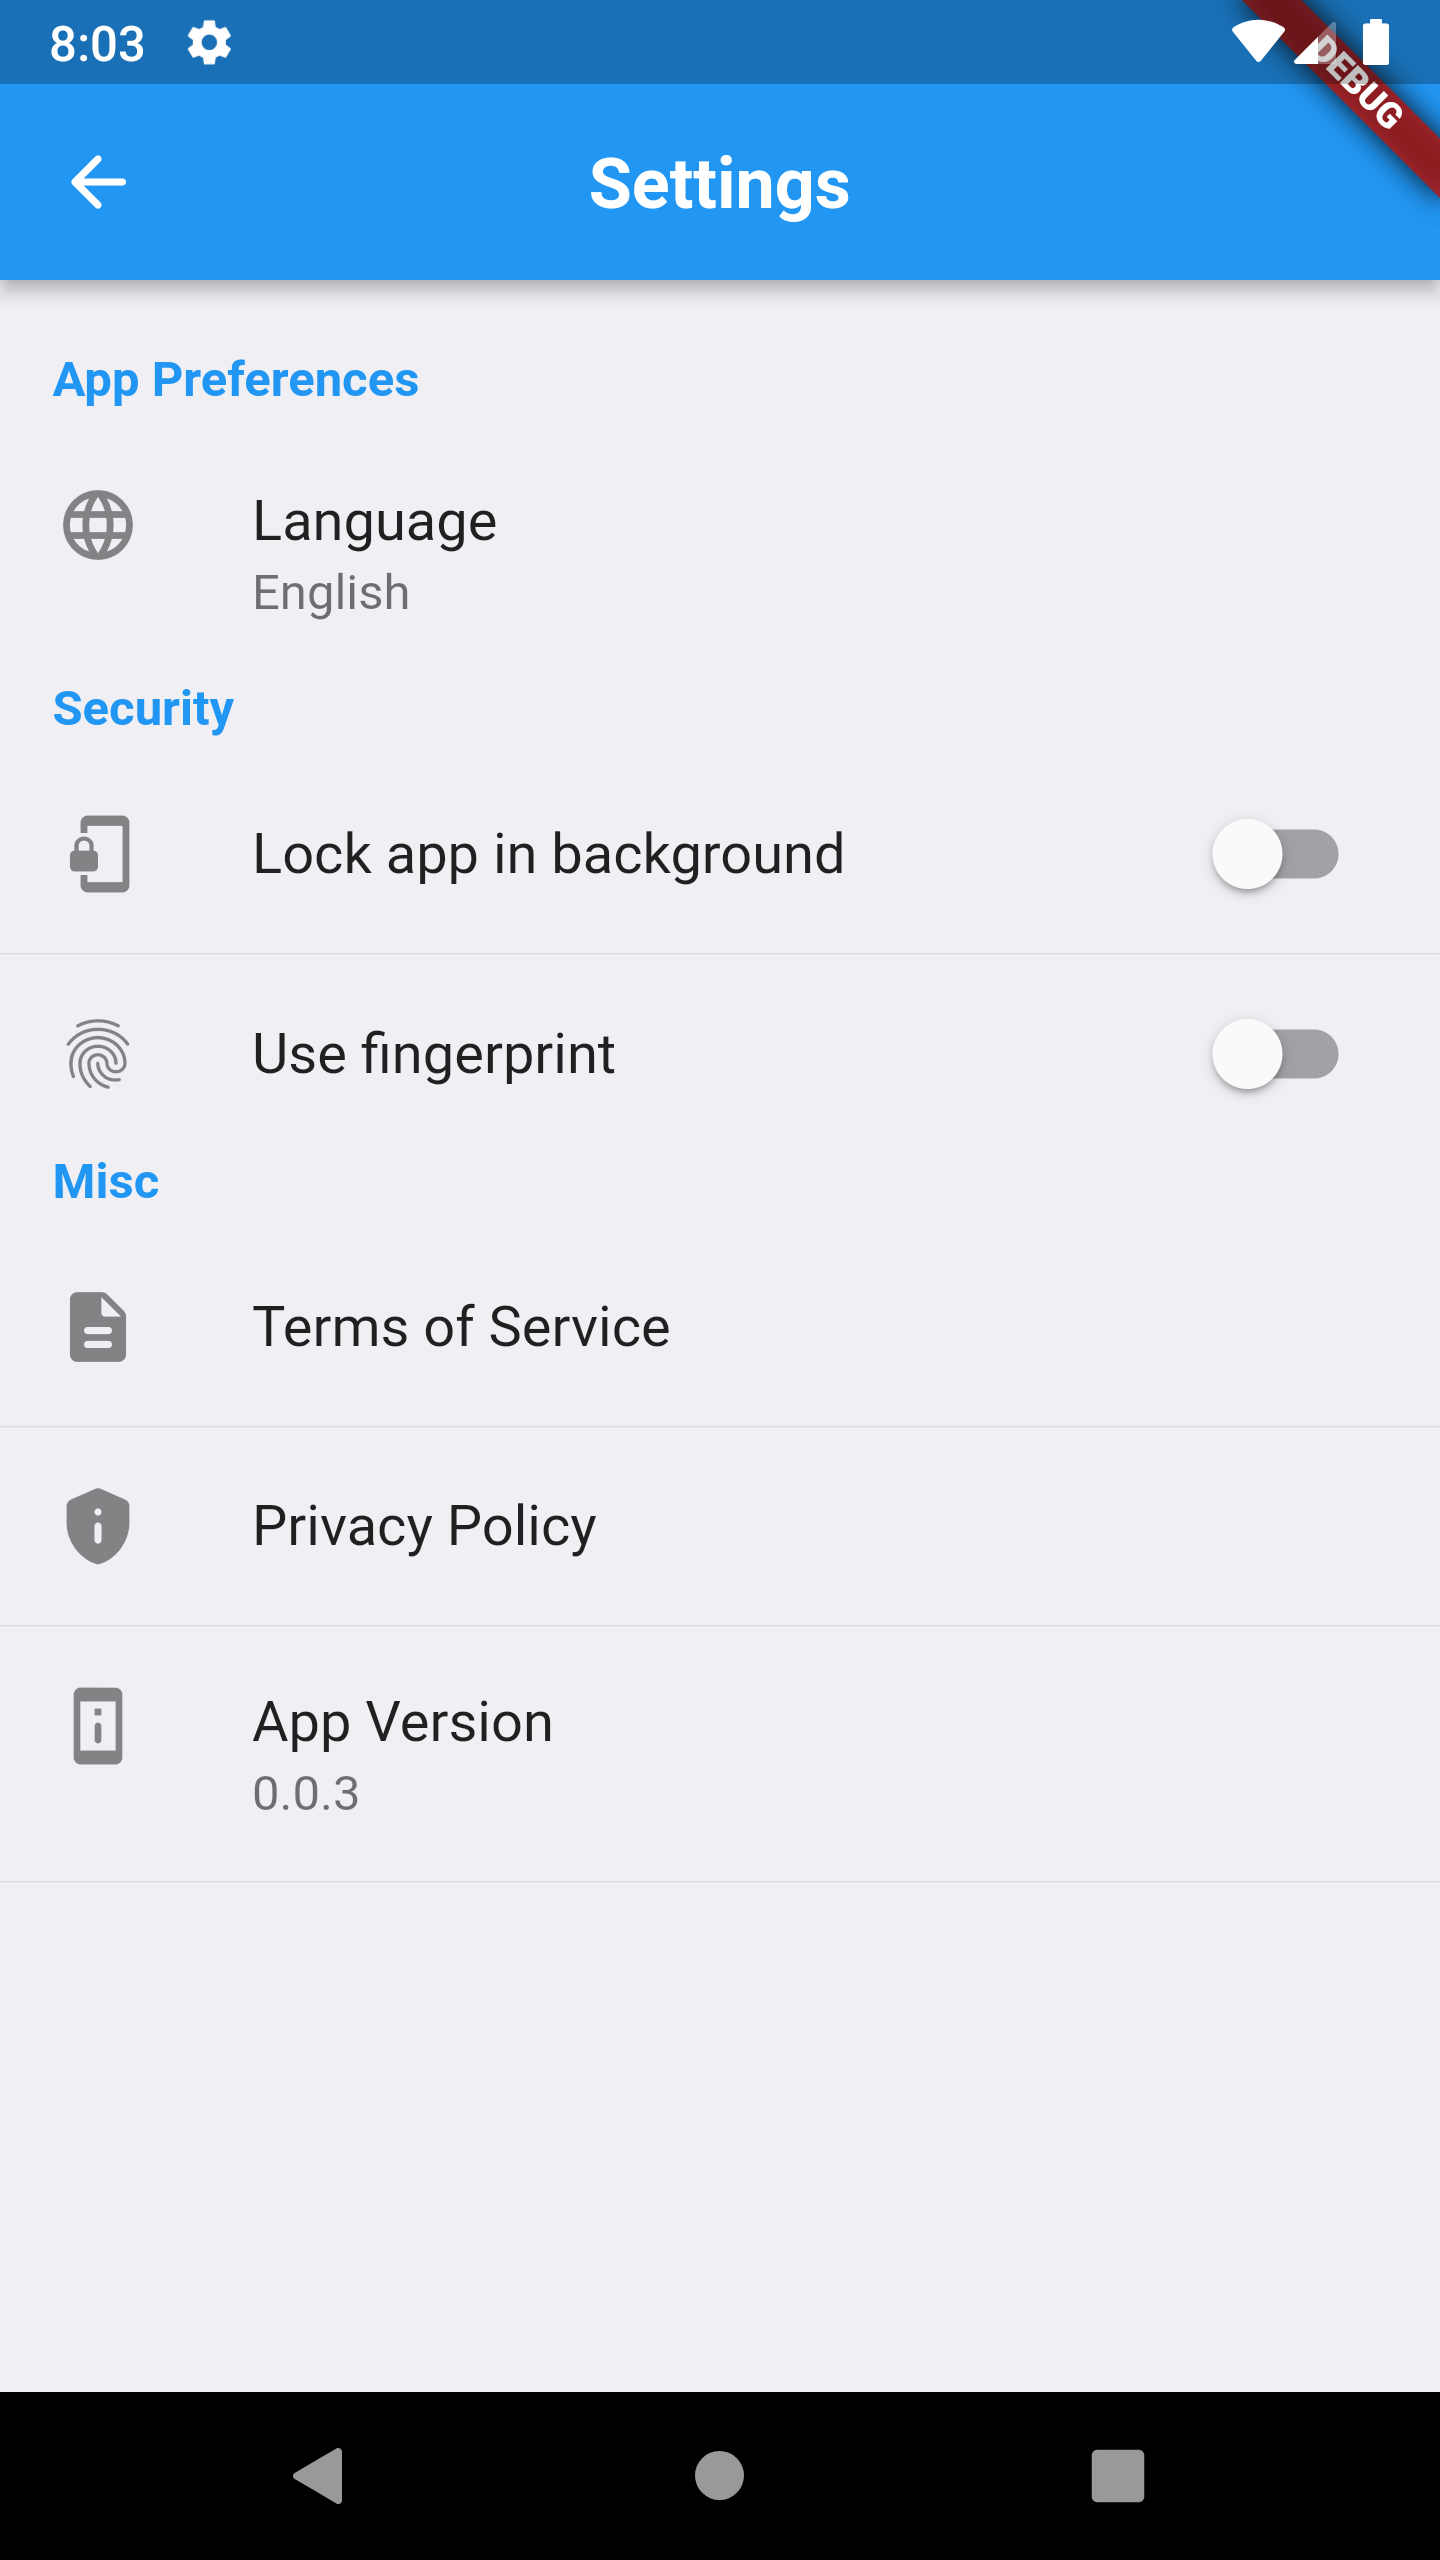 8:03
DEBUG
Settings
App Preferences
Language
English
Security
Lock app in background
Use fingerprint
Misc
Terms of Service
Privacy Policy
App Version
0.0.3